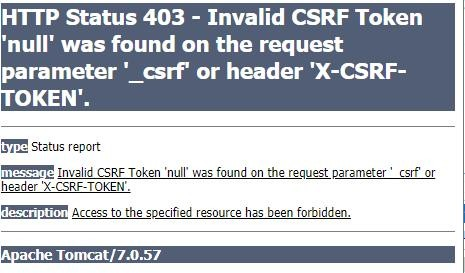 HTTP Status 403 - Invalid CSRF Token
'null' was found on the request
parameter '_csrf' or header 'X-CSRF-
TOKEN'.
type Status report
message Invalid CSRF Token 'null' was found on the request parameter '_csrf' or
header 'X-CSRF-TOKEN'.
description Access to the specified resource has been forbidden.
Apache Tomcat/7.0.57